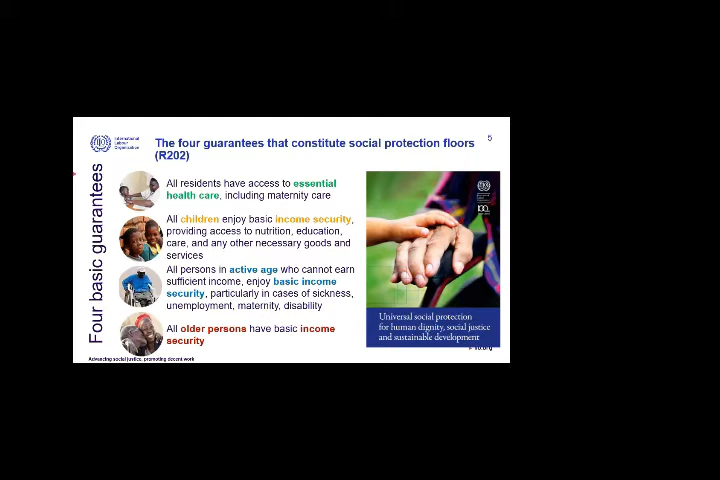 International
Labour
Organization
The four guarantees that constitute social protection floors
(R202)
5
Four basic guarantees
All residents have access to essential
health care, including maternity care
All children enjoy basic income security,
providing access to nutrition, education,
care, and any other necessary goods and
services
All persons in active age who cannot earn
sufficient income, enjoy basic income
security, particularly in cases of sickness,
unemployment, maternity, disability
All older persons have basic income
security
Universal social protection
for human dignity, social justice
and sustainable development
Advancing social justice, promoting decent work